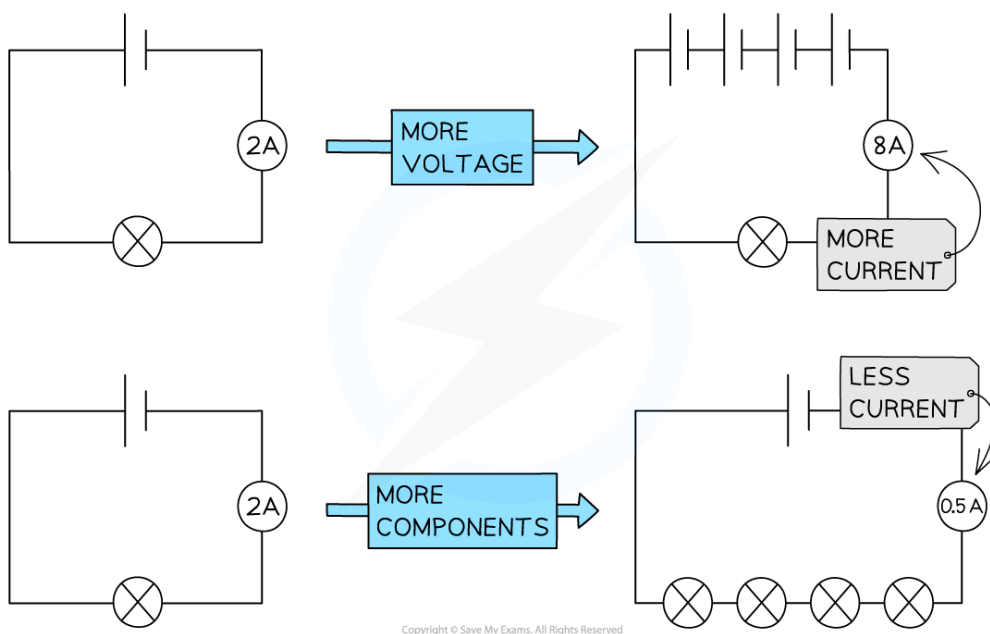 2A
MORE
VOLTAGE
8A
MORE
CURRENT
2A
MORE
COMPONENTS
LESS
CURRENT
0.5A
Copyright © Save My Exams. All Rights Reserved